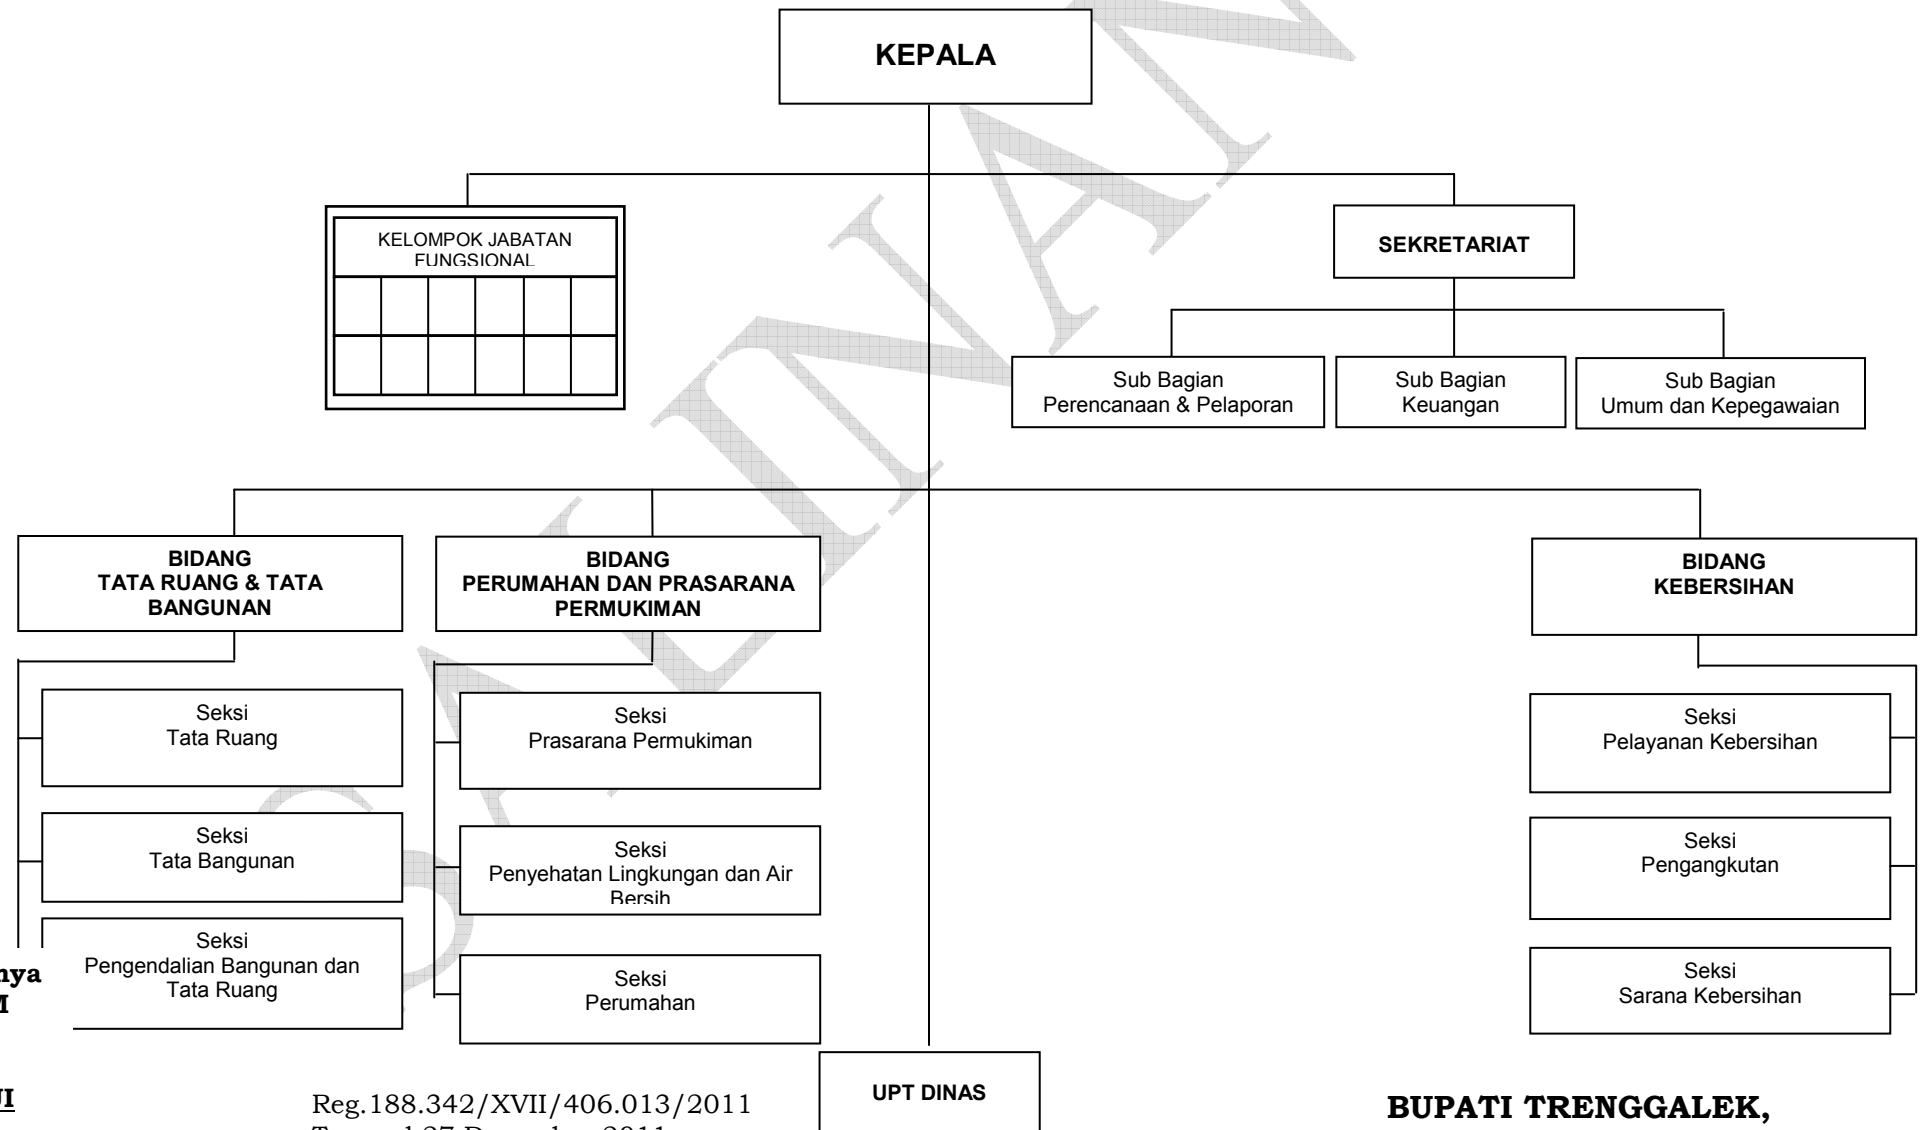 KEPALA
KELOMPOK JABATAN
FUNGSIONAL
SEKRETARIAT
Sub Bagian
Perencanaan & Pelaporan
Sub Bagian
Keuangan
Sub Bagian
Umum dan Kepegawaian
BIDANG
TATA RUANG & TATA
BANGUNAN
BIDANG
PERUMAHAN DAN PRASARANA
PERMUKIMAN
BIDANG
KEBERSIHAN
Seksi
Tata Ruang
Seksi
Tata Bangunan
Seksi
Pengendalian Bangunan dan
Tata Ruang
Seksi
Prasarana Permukiman
Seksi
Penyehatan Lingkungan dan Air
Bersih
Seksi
Perumahan
Seksi
Pelayanan Kebersihan
Seksi
Pengangkutan
Seksi
Sarana Kebersihan
UPT DINAS
nya
M
UI
Reg.188.342/XVII/406.013/2011
BUPATI TRENGGALEK,
SALINAN